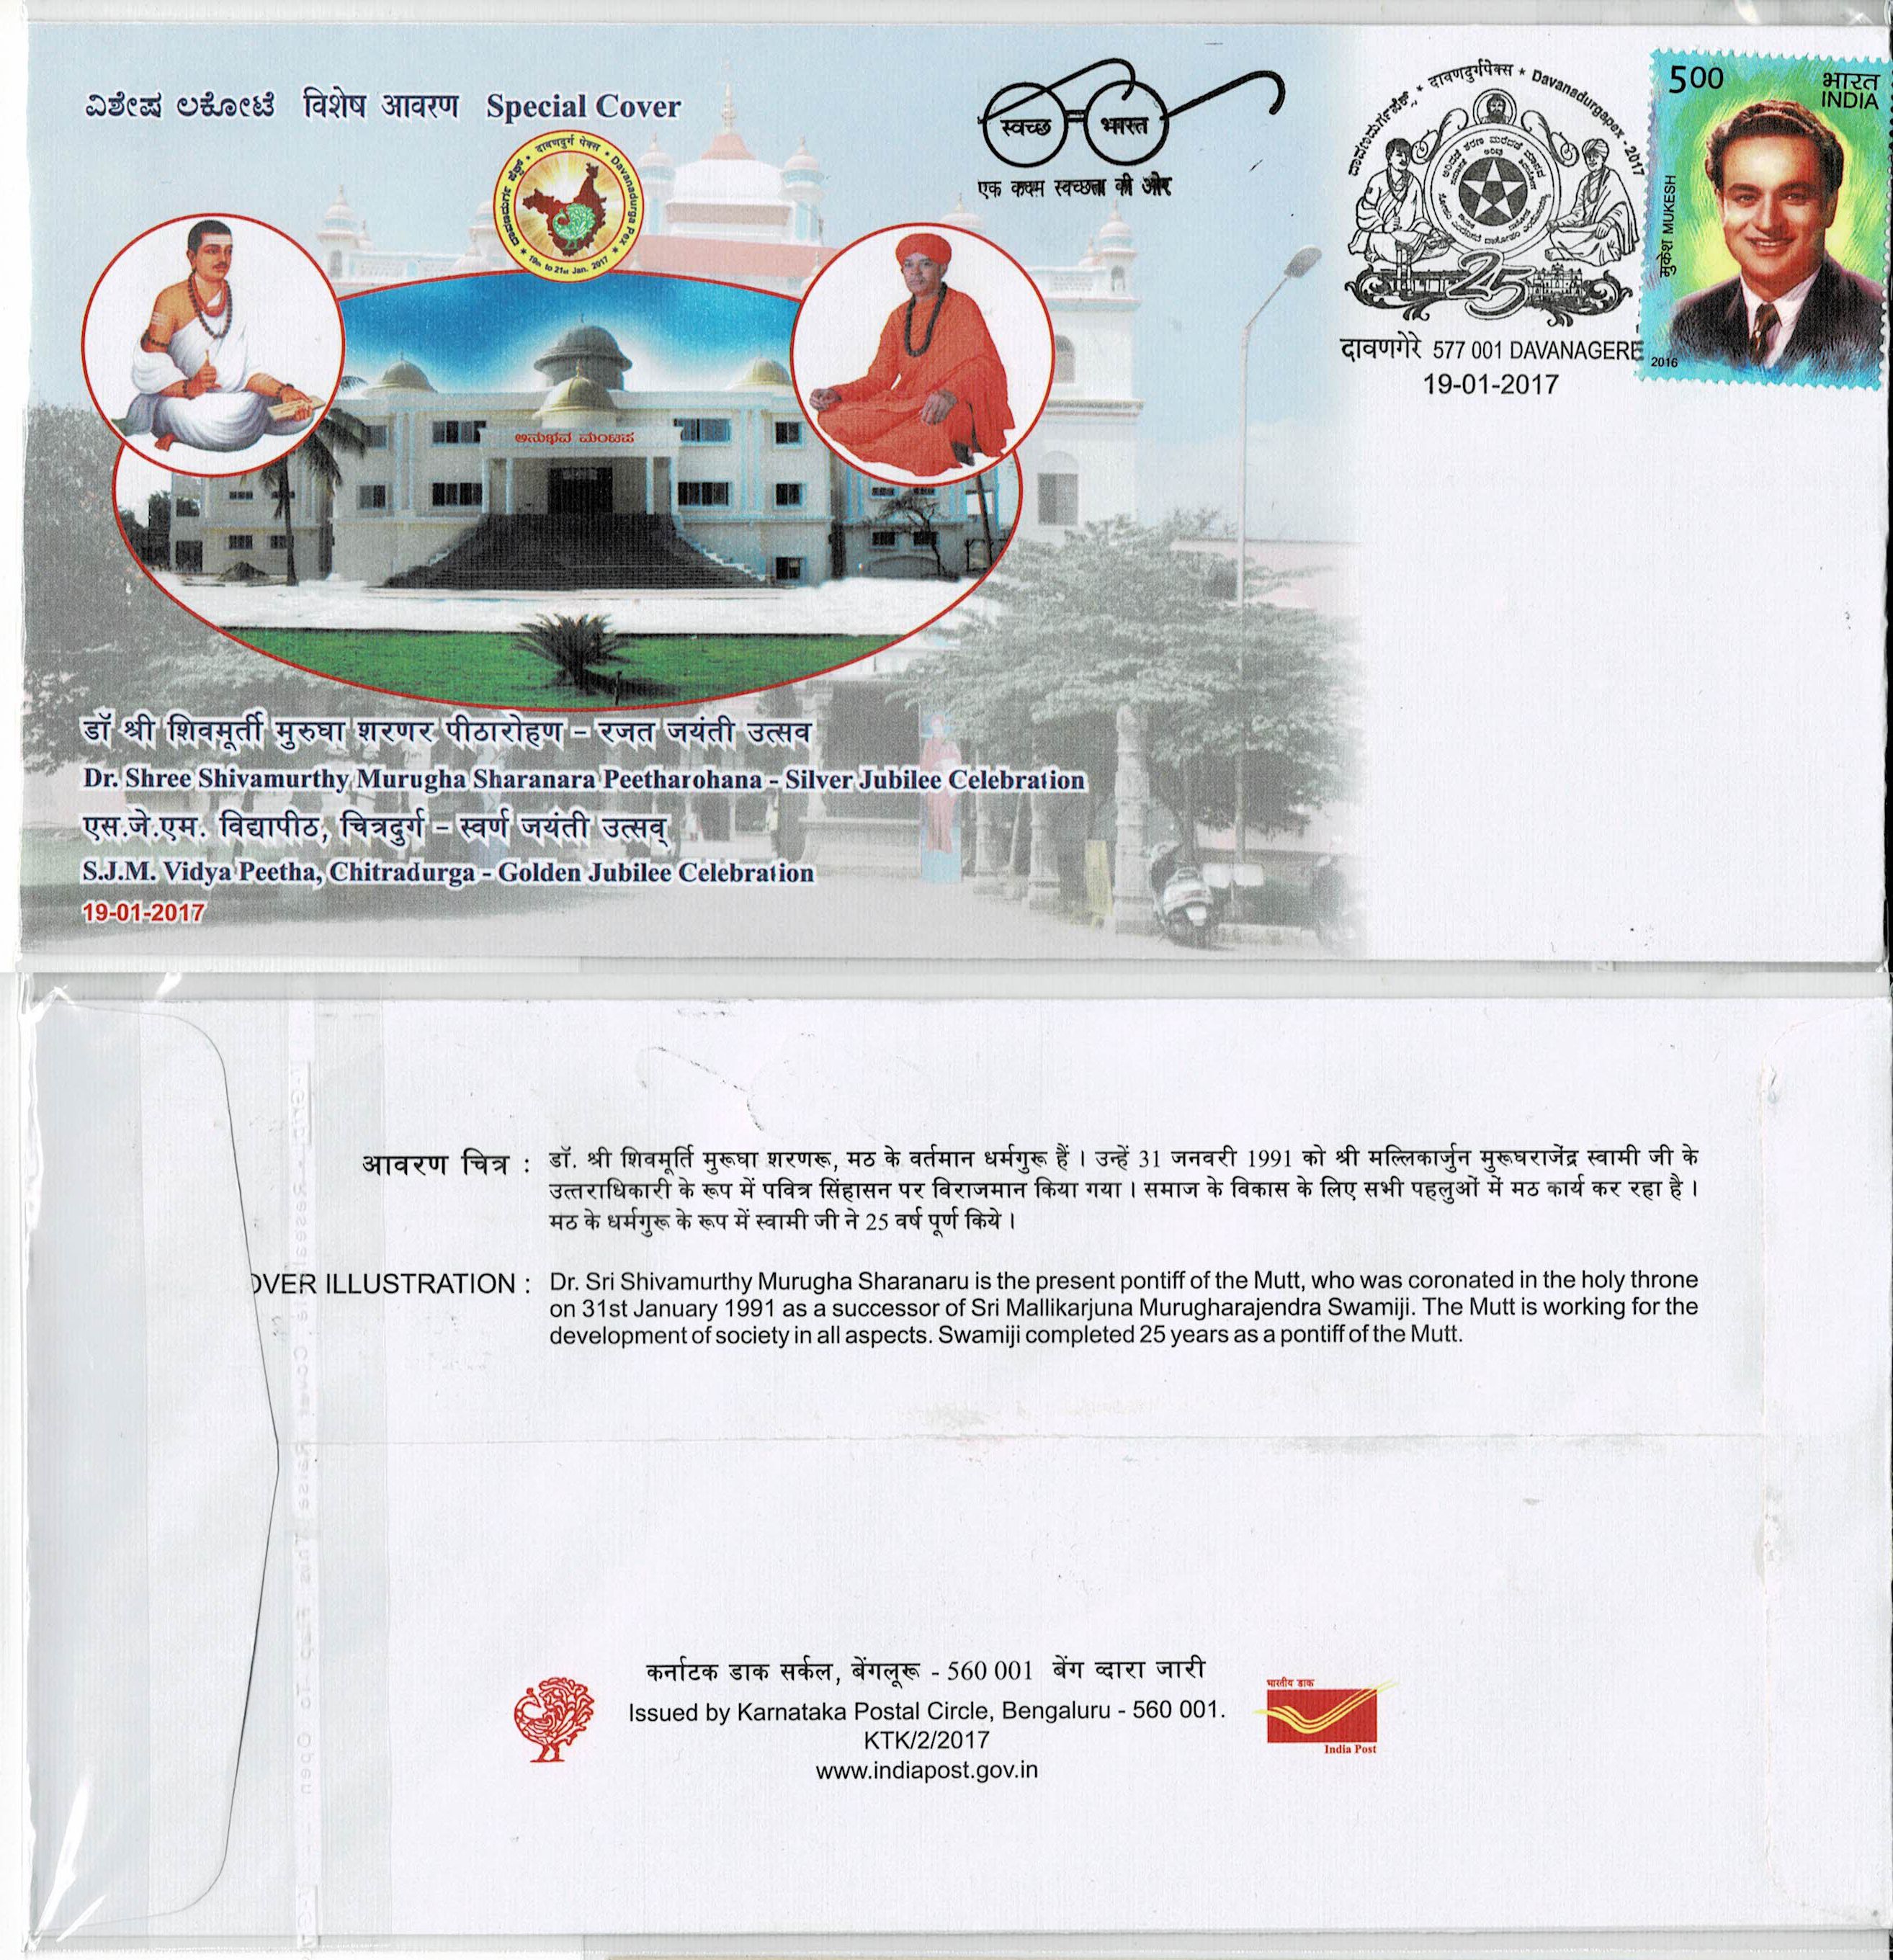 ವಿಶೇಷ ಲಕೋಟೆ विशेष आवरण Special Cover
दावणदुर्ग पेक्स * Davanadurga Pex
19th to 21st Jan. 2017
स्वच्छ भारत
एक कदम स्वच्छता की ओर
दावणदुर्गपेक्स * Davanadurgapex - 2017
25
दावणगेरे 577 001 DAVANAGERE
19-01-2017
500
भारत
INDIA
मुकेश MUKESH
2016
ಅನುಭವ ಮಂಟಪ
डॉ श्री शिवमूर्ती मुरुघा शरणर पीठारोहण – रजत जयंती उत्सव
Dr. Shree Shivamurthy Murugha Sharanara Peetharohana - Silver Jubilee Celebration
एस.जे.एम. विद्यापीठ, चित्रदुर्ग – स्वर्ण जयंती उत्सव्
S.J.M. Vidya Peetha, Chitradurga - Golden Jubilee Celebration
19-01-2017
आवरण चित्र : डॉ. श्री शिवमूर्ति मुरूघा शरणरू, मठ के वर्तमान धर्मगुरू हैं । उन्हें 31 जनवरी 1991 को श्री मल्लिकार्जुन मुरूघराजेंद्र स्वामी जी के
उत्तराधिकारी के रूप में पवित्र सिंहासन पर विराजमान किया गया । समाज के विकास के लिए सभी पहलुओं में मठ कार्य कर रहा है ।
मठ के धर्मगुरू के रूप में स्वामी जी ने 25 वर्ष पूर्ण किये ।
OVER ILLUSTRATION : Dr. Sri Shivamurthy Murugha Sharanaru is the present pontiff of the Mutt, who was coronated in the holy throne
on 31st January 1991 as a successor of Sri Mallikarjuna Murugharajendra Swamiji. The Mutt is working for the
development of society in all aspects. Swamiji completed 25 years as a pontiff of the Mutt.
कर्नाटक डाक सर्कल, बेंगलूरू - 560 001 बेंग व्दारा जारी
Issued by Karnataka Postal Circle, Bengaluru - 560 001.
KTK/2/2017
www.indiapost.gov.in
भारतीय डाक
India Post